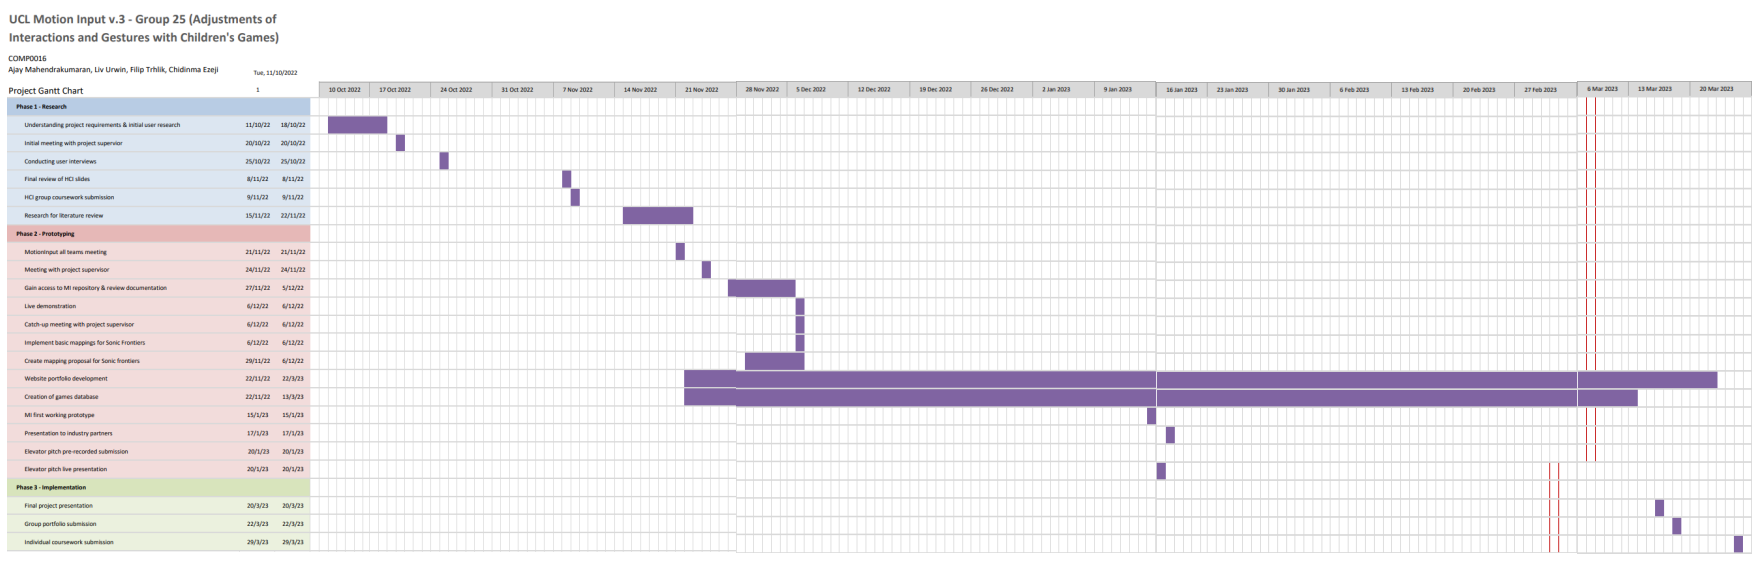 UCL Motion Input v.3 - Group 25 (Adjustments of
Interactions and Gestures with Children's Games)
COMP0016
Ajay Mahendrakumaran, Liv Urwin, Filip Trhlik, Chidinma Ezeji
Tue, 11/10/2022
Project Gantt Chart 1 10 Oct 2022 17 Oct 2022 24 Oct 2022 31 Oct 2022 7 Nov 2022 14 Nov 2022 21 Nov 2022 28 Nov 2022 5 Dec 2022 12 Dec 2022 19 Dec 2022 26 Dec 2022 2 Jan 2023 9 Jan 2023 16 Jan 2023 23 Jan 2023 30 Jan 2023 6 Feb 2023 13 Feb 2023 20 Feb 2023 27 Feb 2023 6 Mar 2023 13 Mar 2023 20 Mar 2023
Phase 1 - Research
Understanding project requirements & initial user research 11/10/22 18/10/22
Initial meeting with project supervior 20/10/22 20/10/22
Conducting user interviews 25/10/22 25/10/22
Final review of HCI slides 8/11/22 8/11/22
HCI group coursework submission 9/11/22 9/11/22
Research for literature review 15/11/22 22/11/22
Phase 2 - Prototyping
MotionInput all teams meeting 21/11/22 21/11/22
Meeting with project supervisor 24/11/22 24/11/22
Gain access to MI repository & review documentation 27/11/22 5/12/22
Live demonstration 6/12/22 6/12/22
Catch-up meeting with project supervisor 6/12/22 6/12/22
Implement basic mappings for Sonic Frontiers 6/12/22 6/12/22
Create mapping proposal for Sonic frontiers 29/11/22 6/12/22
Website portfolio development 22/11/22 22/3/23
Creation of games database 22/11/22 13/3/23
MI first working prototype 15/1/23 15/1/23
Presentation to industry partners 17/1/23 17/1/23
Elevator pitch pre-recorded submission 20/1/23 20/1/23
Elevator pitch live presentation 20/1/23 20/1/23
Phase 3 - Implementation
Final project presentation 20/3/23 20/3/23
Group portfolio submission 22/3/23 22/3/23
Individual coursework submission 29/3/23 29/3/23